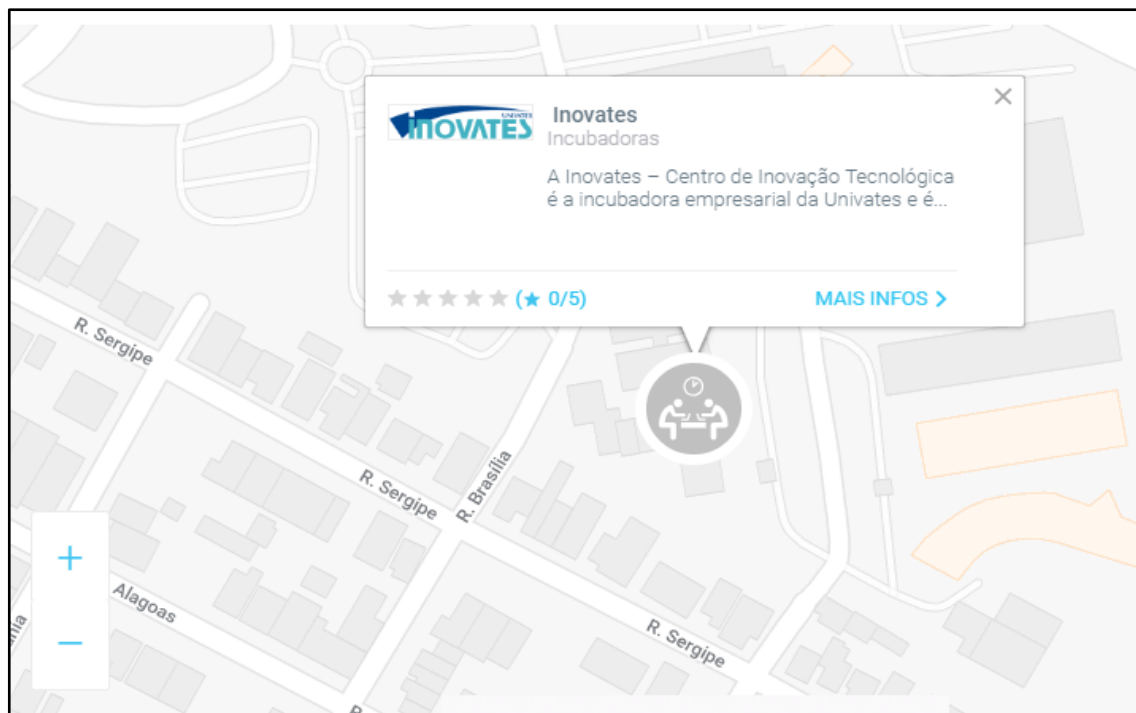 UNIVATES
iNOVATES
Inovates
Incubadoras
A Inovates – Centro de Inovação Tecnológica
é a incubadora empresarial da Univates e é...
(★ 0/5)
MAIS INFOS >
R. Sergipe
R. Sergipe
R. Brasília
R. Sergipe
Alagoas
+
−